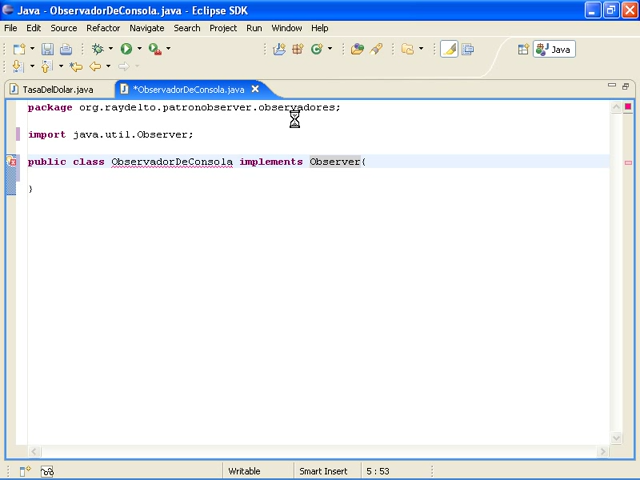 Java - ObservadorDeConsola.java - Eclipse SDK
File Edit Source Refactor Navigate Search Project Run Window Help
Java
TasaDelDolar.java *ObservadorDeConsola.java
package org.raydelto.patronobserver.observadores;
import java.util.Observer;
public class ObservadorDeConsola implements Observer{
}
Writable Smart Insert 5 : 53